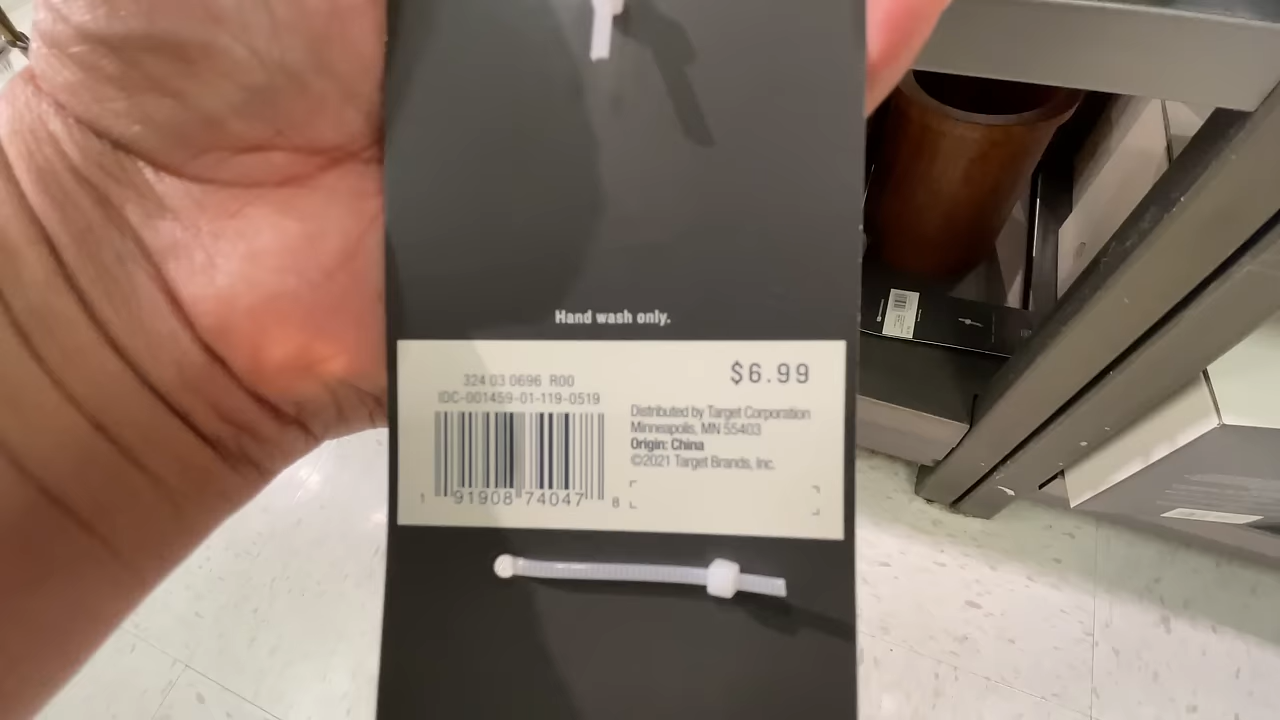 Hand wash only.
$6.99
324 03 0696 R00
IDC-001459-01-119-0519
Distributed by Target Corporation
Minneapolis, MN 55403
Origin: China
©2021 Target Brands, Inc.
1 91908 74047 8